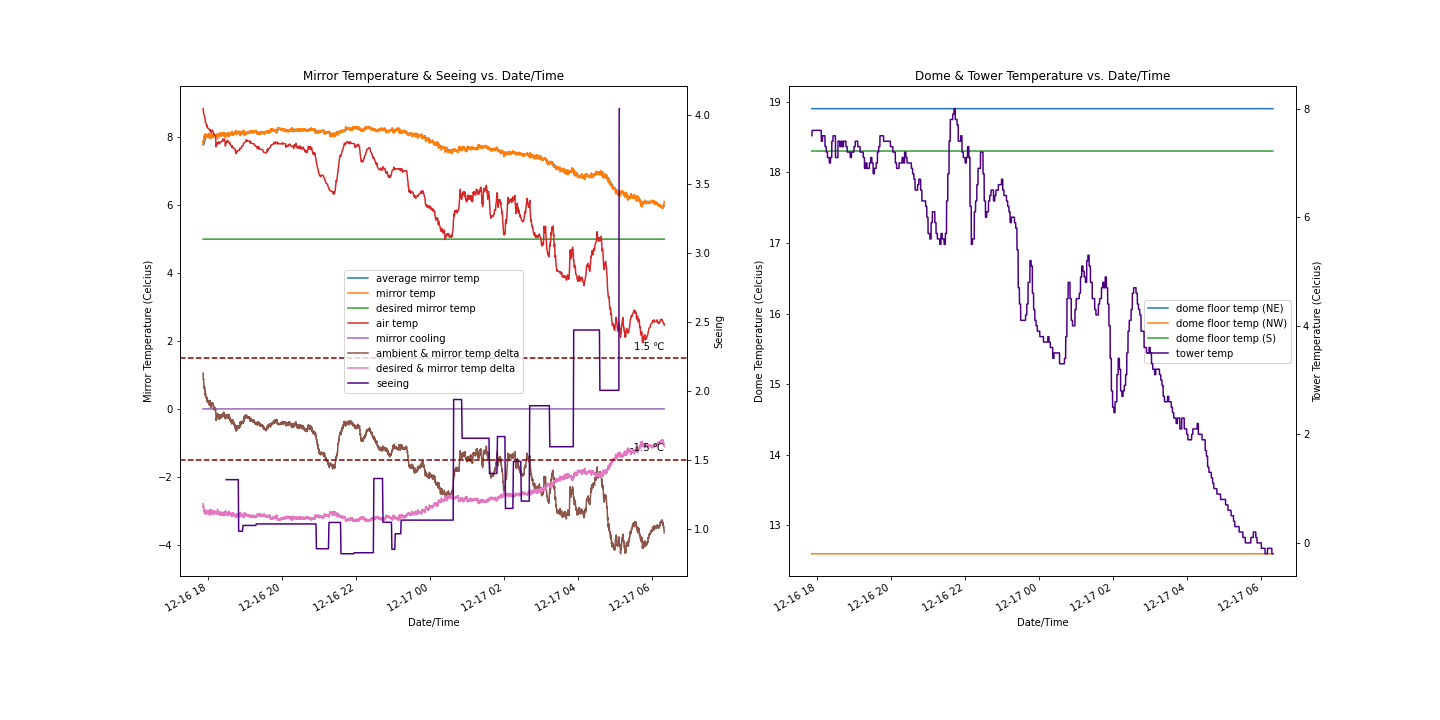 Mirror Temperature & Seeing vs. Date/Time
Mirror Temperature (Celcius)
8
6
4
2
0
−2
−4
4.0
3.5
3.0
2.5
2.0
1.5
1.0
Seeing
average mirror temp
mirror temp
desired mirror temp
air temp
mirror cooling
ambient & mirror temp delta
desired & mirror temp delta
seeing
1.5 °C
-1.5 °C
12-16 18
12-16 20
12-16 22
12-17 00
12-17 02
12-17 04
12-17 06
Date/Time
Dome & Tower Temperature vs. Date/Time
Dome Temperature (Celcius)
19
18
17
16
15
14
13
8
6
4
2
0
Tower Temperature (Celcius)
dome floor temp (NE)
dome floor temp (NW)
dome floor temp (S)
tower temp
12-16 18
12-16 20
12-16 22
12-17 00
12-17 02
12-17 04
12-17 06
Date/Time